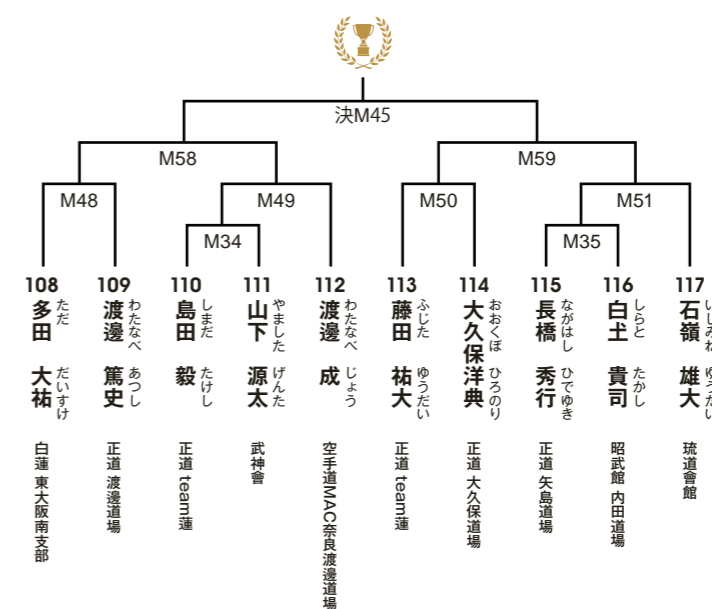 決M45
M58
M59
M48
M49
M50
M51
M34
M35
108
多田 大祐
ただ だいすけ
白蓮 東大阪南支部
109
渡邊 篤史
わたなべ あつし
正道 渡邊道場
110
島田 毅
しまだ たけし
正道 team蓮
111
山下 源太
やました げんた
武神會
112
渡邊 成
わたなべ じょう
空手道MAC奈良渡邊道場
113
藤田 祐大
ふじた ゆうだい
正道 team蓮
114
大久保洋典
おおくぼ ひろのり
正道 大久保道場
115
長橋 秀行
ながはし ひでゆき
正道 矢島道場
116
白圡 貴司
しらと たかし
昭武館 内田道場
117
石嶺 雄大
いしみね ゆうだい
琉道會館